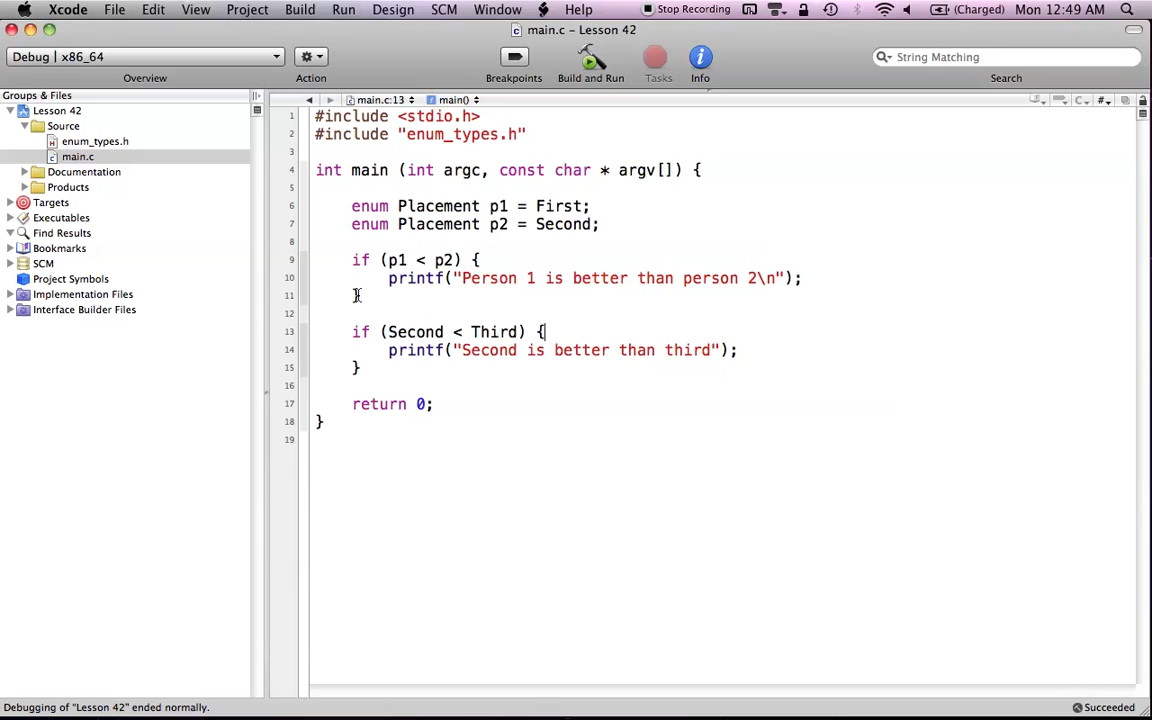 Xcode File Edit View Project Build Run Design SCM Window Help Stop Recording (Charged) Mon 12:49 AM
main.c – Lesson 42
Debug | x86_64 String Matching
Overview Action Breakpoints Build and Run Tasks Info Search
Groups & Files
Lesson 42
Source
enum_types.h
main.c
Documentation
Products
Targets
Executables
Find Results
Bookmarks
SCM
Project Symbols
Implementation Files
Interface Builder Files
main.c:13 main() C #
1 #include <stdio.h>
2 #include "enum_types.h"
3
4 int main (int argc, const char * argv[]) {
5
6 enum Placement p1 = First;
7 enum Placement p2 = Second;
8
9 if (p1 < p2) {
10 printf("Person 1 is better than person 2\n");
11 }
12
13 if (Second < Third) {
14 printf("Second is better than third");
15 }
16
17 return 0;
18 }
19
Debugging of "Lesson 42" ended normally. Succeeded